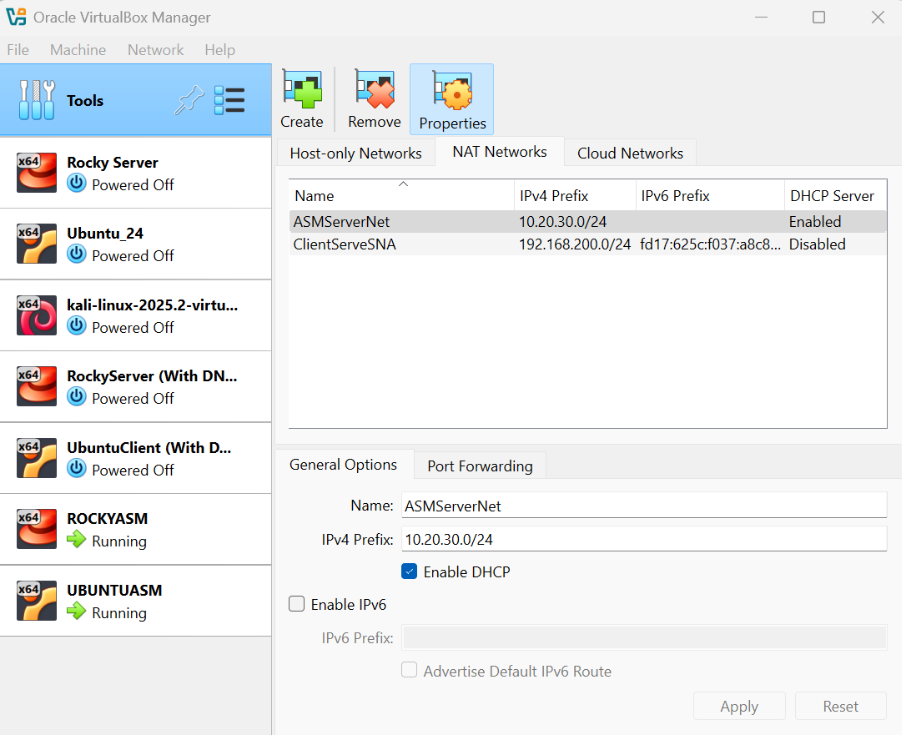 Oracle VirtualBox Manager
File Machine Network Help
Tools
Create Remove Properties
x64 Rocky Server
Powered Off
x64 Ubuntu_24
Powered Off
x64 kali-linux-2025.2-virtu...
Powered Off
x64 RockyServer (With DN...
Powered Off
x64 UbuntuClient (With D...
Powered Off
x64 ROCKYASM
Running
x64 UBUNTUASM
Running
Host-only Networks NAT Networks Cloud Networks
Name IPv4 Prefix IPv6 Prefix DHCP Server
ASMServerNet 10.20.30.0/24 Enabled
ClientServeSNA 192.168.200.0/24 fd17:625c:f037:a8c8... Disabled
General Options Port Forwarding
Name: ASMServerNet
IPv4 Prefix: 10.20.30.0/24
Enable DHCP
Enable IPv6
IPv6 Prefix:
Advertise Default IPv6 Route
Apply Reset